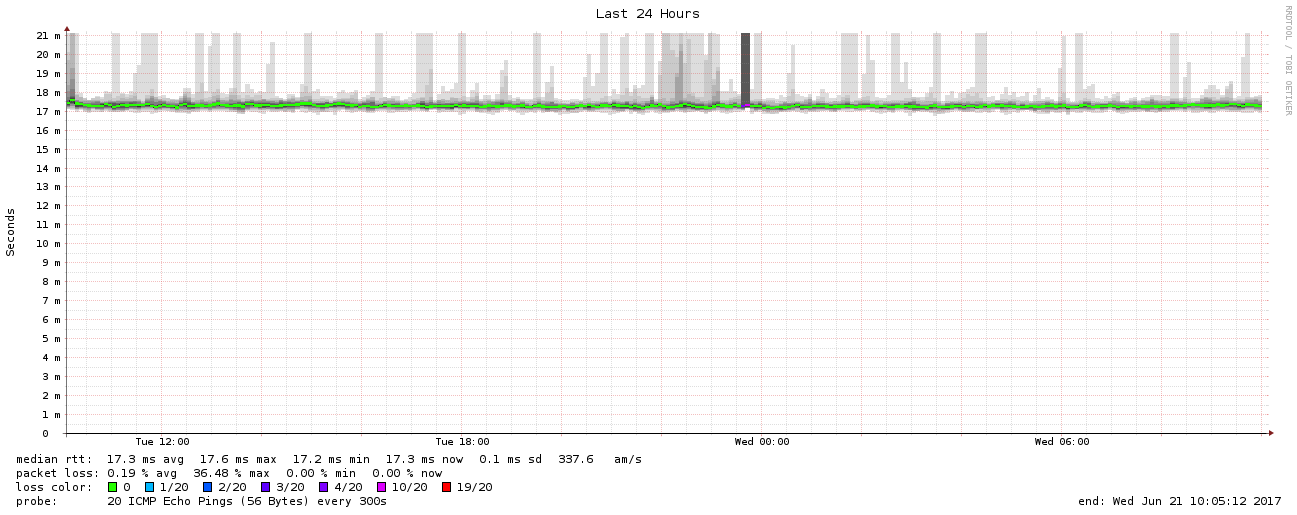 Last 24 Hours
RRDTOOL / TOBI OETIKER
Seconds
21 m
20 m
19 m
18 m
17 m
16 m
15 m
14 m
13 m
12 m
11 m
10 m
9 m
8 m
7 m
6 m
5 m
4 m
3 m
2 m
1 m
0
Tue 12:00 Tue 18:00 Wed 00:00 Wed 06:00
median rtt: 17.3 ms avg 17.6 ms max 17.2 ms min 17.3 ms now 0.1 ms sd 337.6 am/s
packet loss: 0.19 % avg 36.48 % max 0.00 % min 0.00 % now
loss color: 0 1/20 2/20 3/20 4/20 10/20 19/20
probe: 20 ICMP Echo Pings (56 Bytes) every 300s end: Wed Jun 21 10:05:12 2017